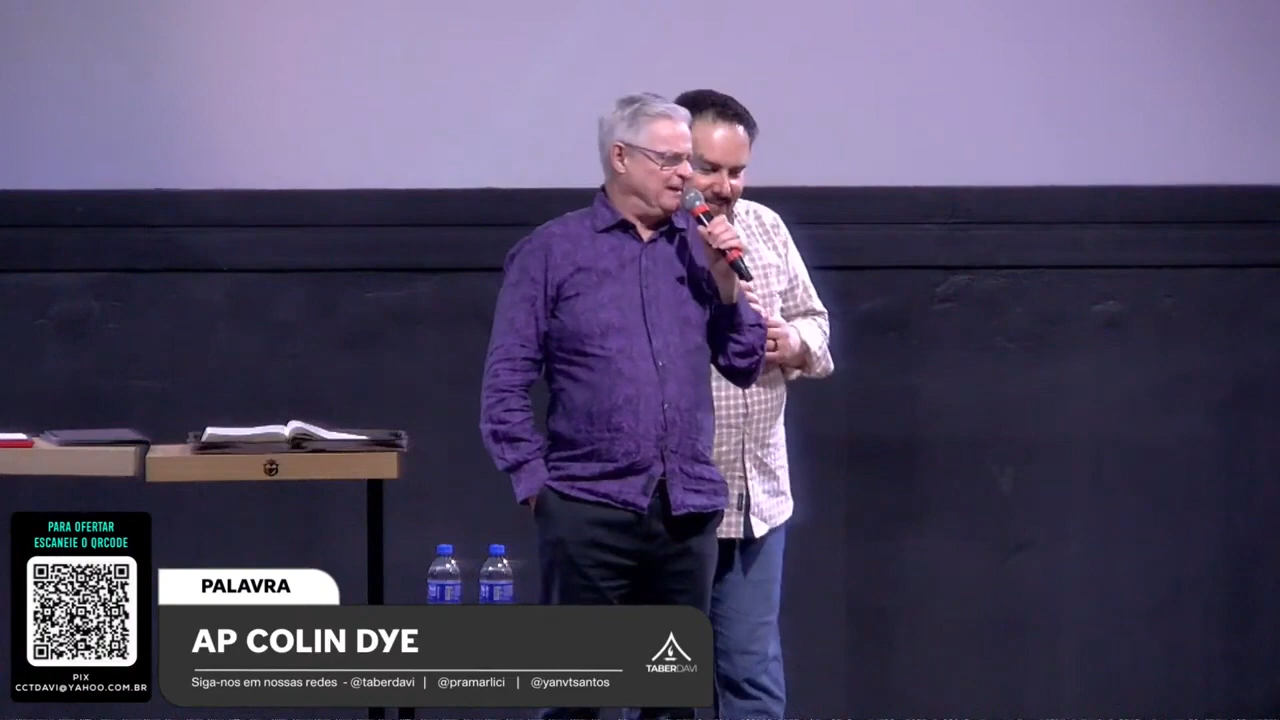 PARA OFERTAR
ESCANEIE O QRCODE
PIX
CCTDAVI@YAHOO.COM.BR
PALAVRA
AP COLIN DYE
Siga-nos em nossas redes - @taberdavi | @pramarlici | @yanvtsantos
TABERDAVI